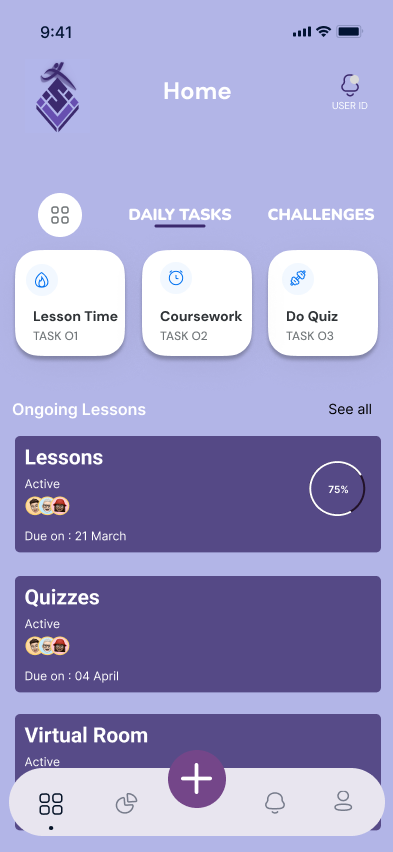 9:41
Home
USER ID
DAILY TASKS
CHALLENGES
Lesson Time
TASK O1
Coursework
TASK O2
Do Quiz
TASK O3
Ongoing Lessons
See all
Lessons
Active
75%
Due on : 21 March
Quizzes
Active
Due on : 04 April
Virtual Room
Active